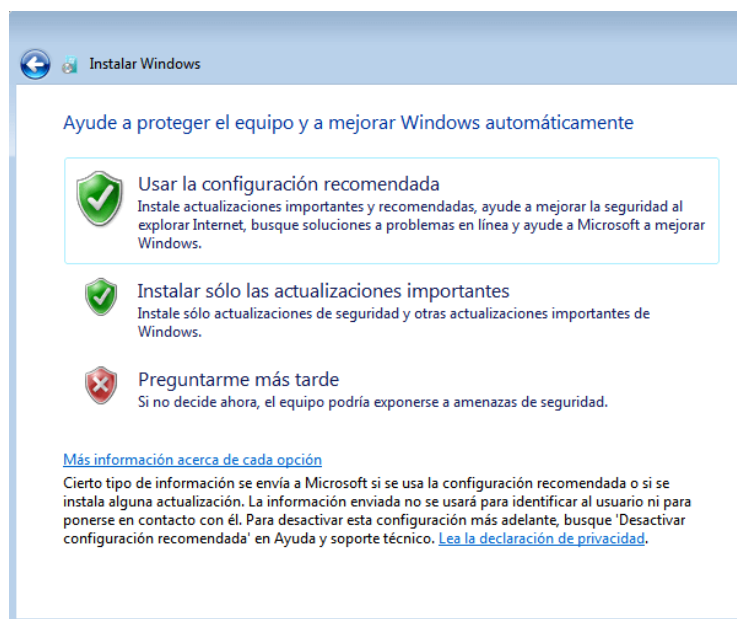 Instalar Windows
Ayude a proteger el equipo y a mejorar Windows automáticamente
Usar la configuración recomendada
Instale actualizaciones importantes y recomendadas, ayude a mejorar la seguridad al
explorar Internet, busque soluciones a problemas en línea y ayude a Microsoft a mejorar
Windows.
Instalar sólo las actualizaciones importantes
Instale sólo actualizaciones de seguridad y otras actualizaciones importantes de
Windows.
Preguntarme más tarde
Si no decide ahora, el equipo podría exponerse a amenazas de seguridad.
Más información acerca de cada opción
Cierto tipo de información se envía a Microsoft si se usa la configuración recomendada o si se
instala alguna actualización. La información enviada no se usará para identificar al usuario ni para
ponerse en contacto con él. Para desactivar esta configuración más adelante, busque 'Desactivar
configuración recomendada' en Ayuda y soporte técnico. Lea la declaración de privacidad.